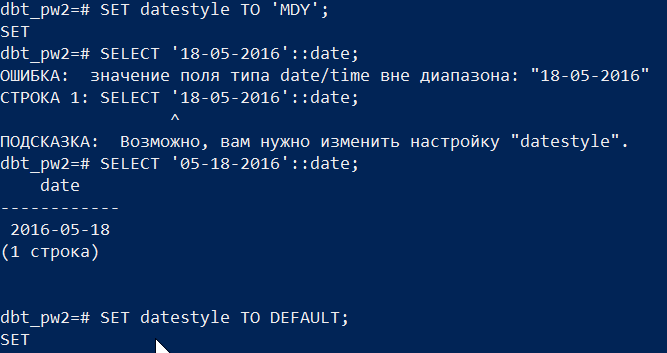 dbt_pw2=# SET datestyle TO 'MDY';
SET
dbt_pw2=# SELECT '18-05-2016'::date;
ОШИБКА:  значение поля типа date/time вне диапазона: "18-05-2016"
СТРОКА 1: SELECT '18-05-2016'::date;
                 ^
ПОДСКАЗКА:  Возможно, вам нужно изменить настройку "datestyle".
dbt_pw2=# SELECT '05-18-2016'::date;
    date
------------
 2016-05-18
(1 строка)
dbt_pw2=# SET datestyle TO DEFAULT;
SET